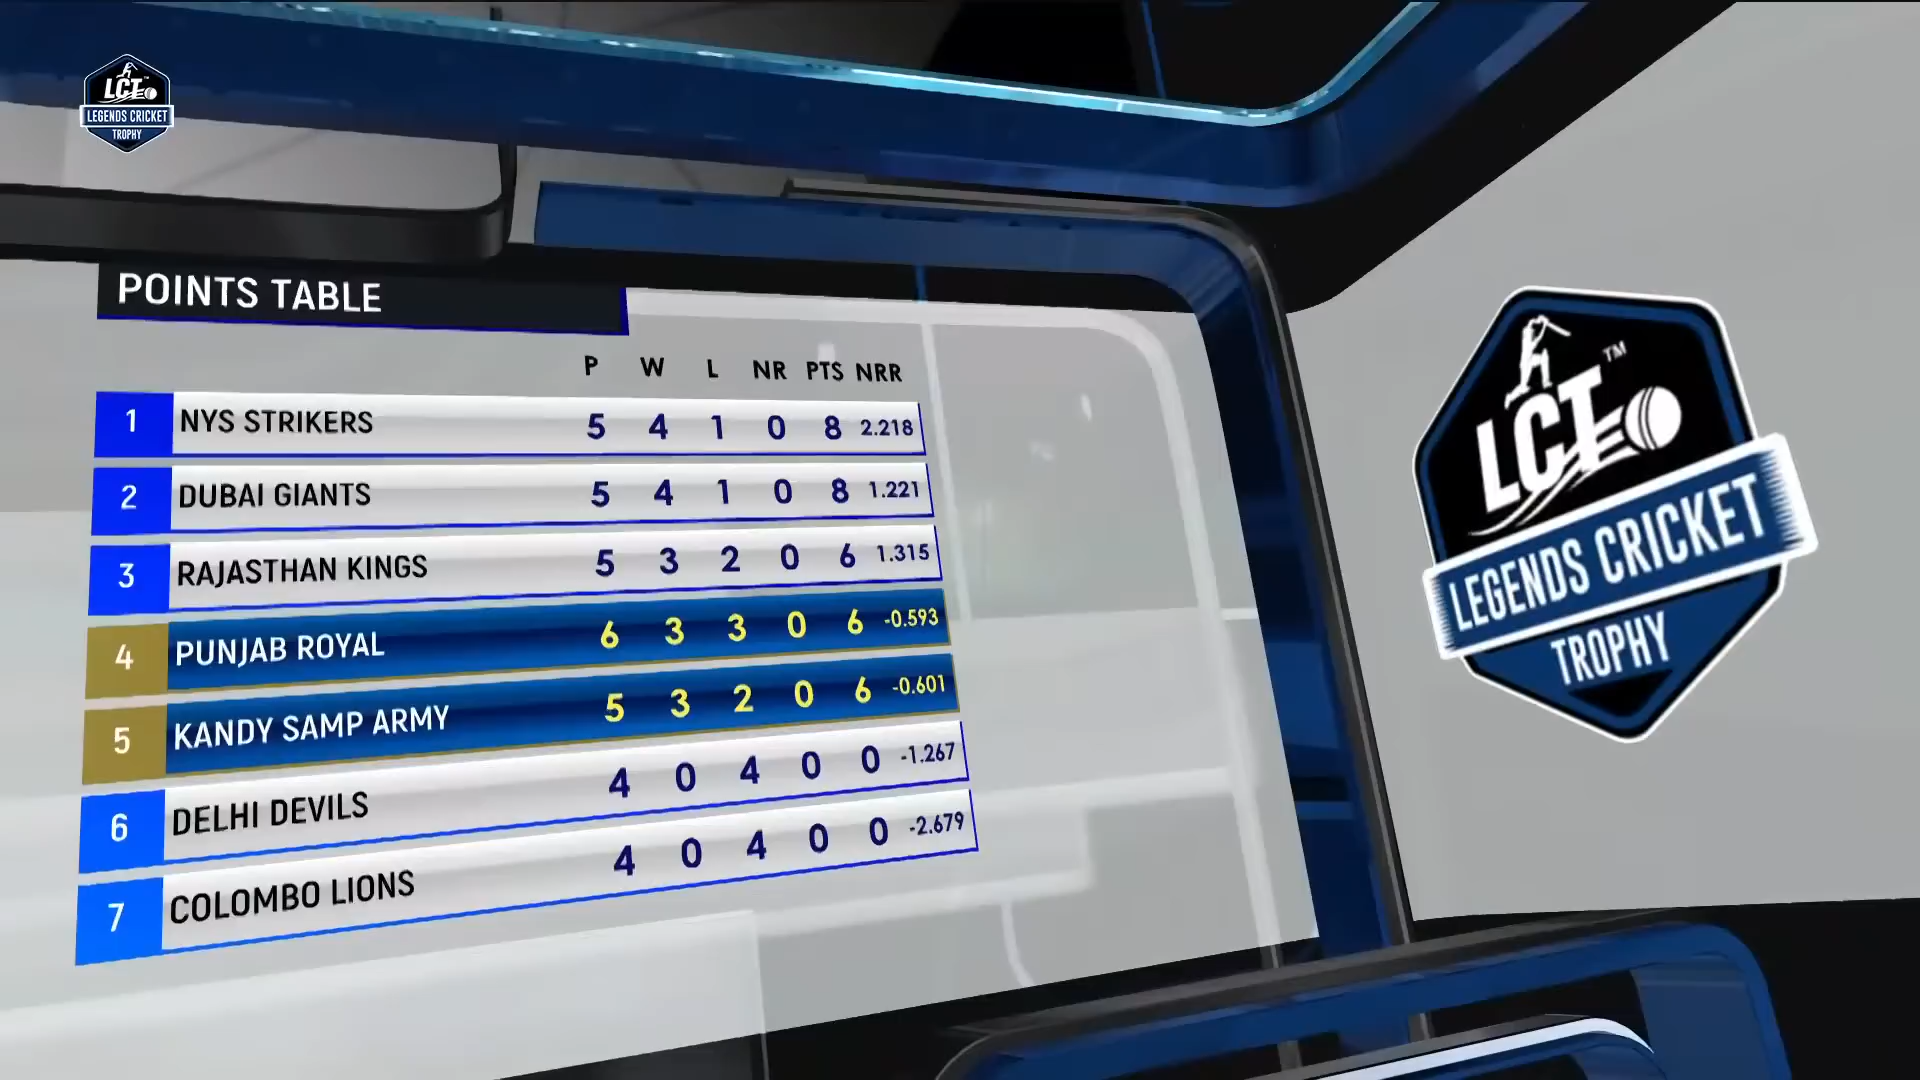 LCT™
LEGENDS CRICKET
TROPHY
POINTS TABLE
P W L NR PTS NRR
1 NYS STRIKERS 5 4 1 0 8 2.218
2 DUBAI GIANTS 5 4 1 0 8 1.221
3 RAJASTHAN KINGS 5 3 2 0 6 1.315
4 PUNJAB ROYAL 6 3 3 0 6 -0.593
5 KANDY SAMP ARMY 5 3 2 0 6 -0.601
6 DELHI DEVILS 4 0 4 0 0 -1.267
7 COLOMBO LIONS 4 0 4 0 0 -2.679
LCT™
LEGENDS CRICKET
TROPHY